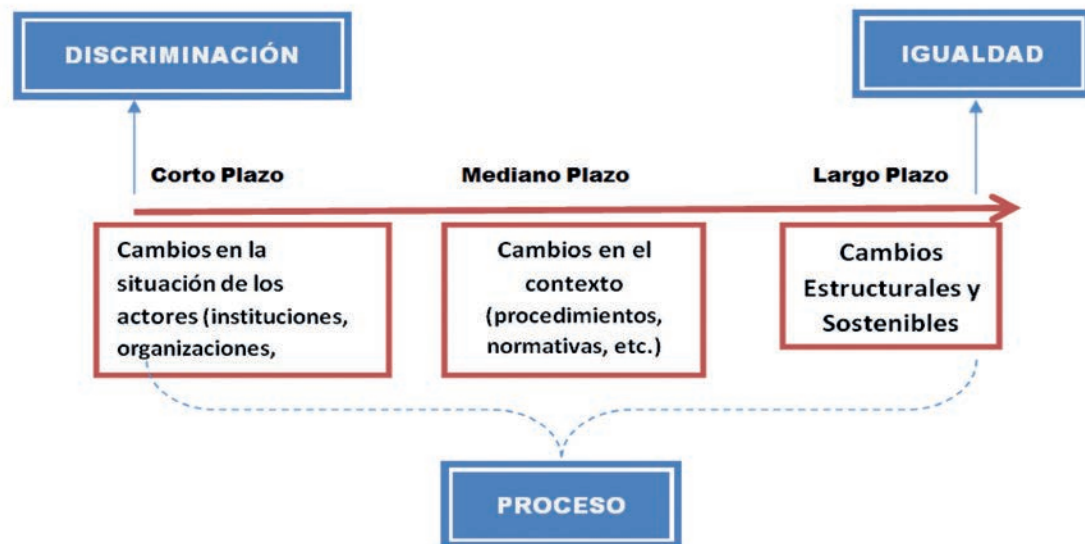 DISCRIMINACIÓN
IGUALDAD
Corto Plazo
Mediano Plazo
Largo Plazo
Cambios en la
situación de los
actores (instituciones,
organizaciones,
Cambios en el
contexto
(procedimientos,
normativas, etc.)
Cambios
Estructurales y
Sostenibles
PROCESO